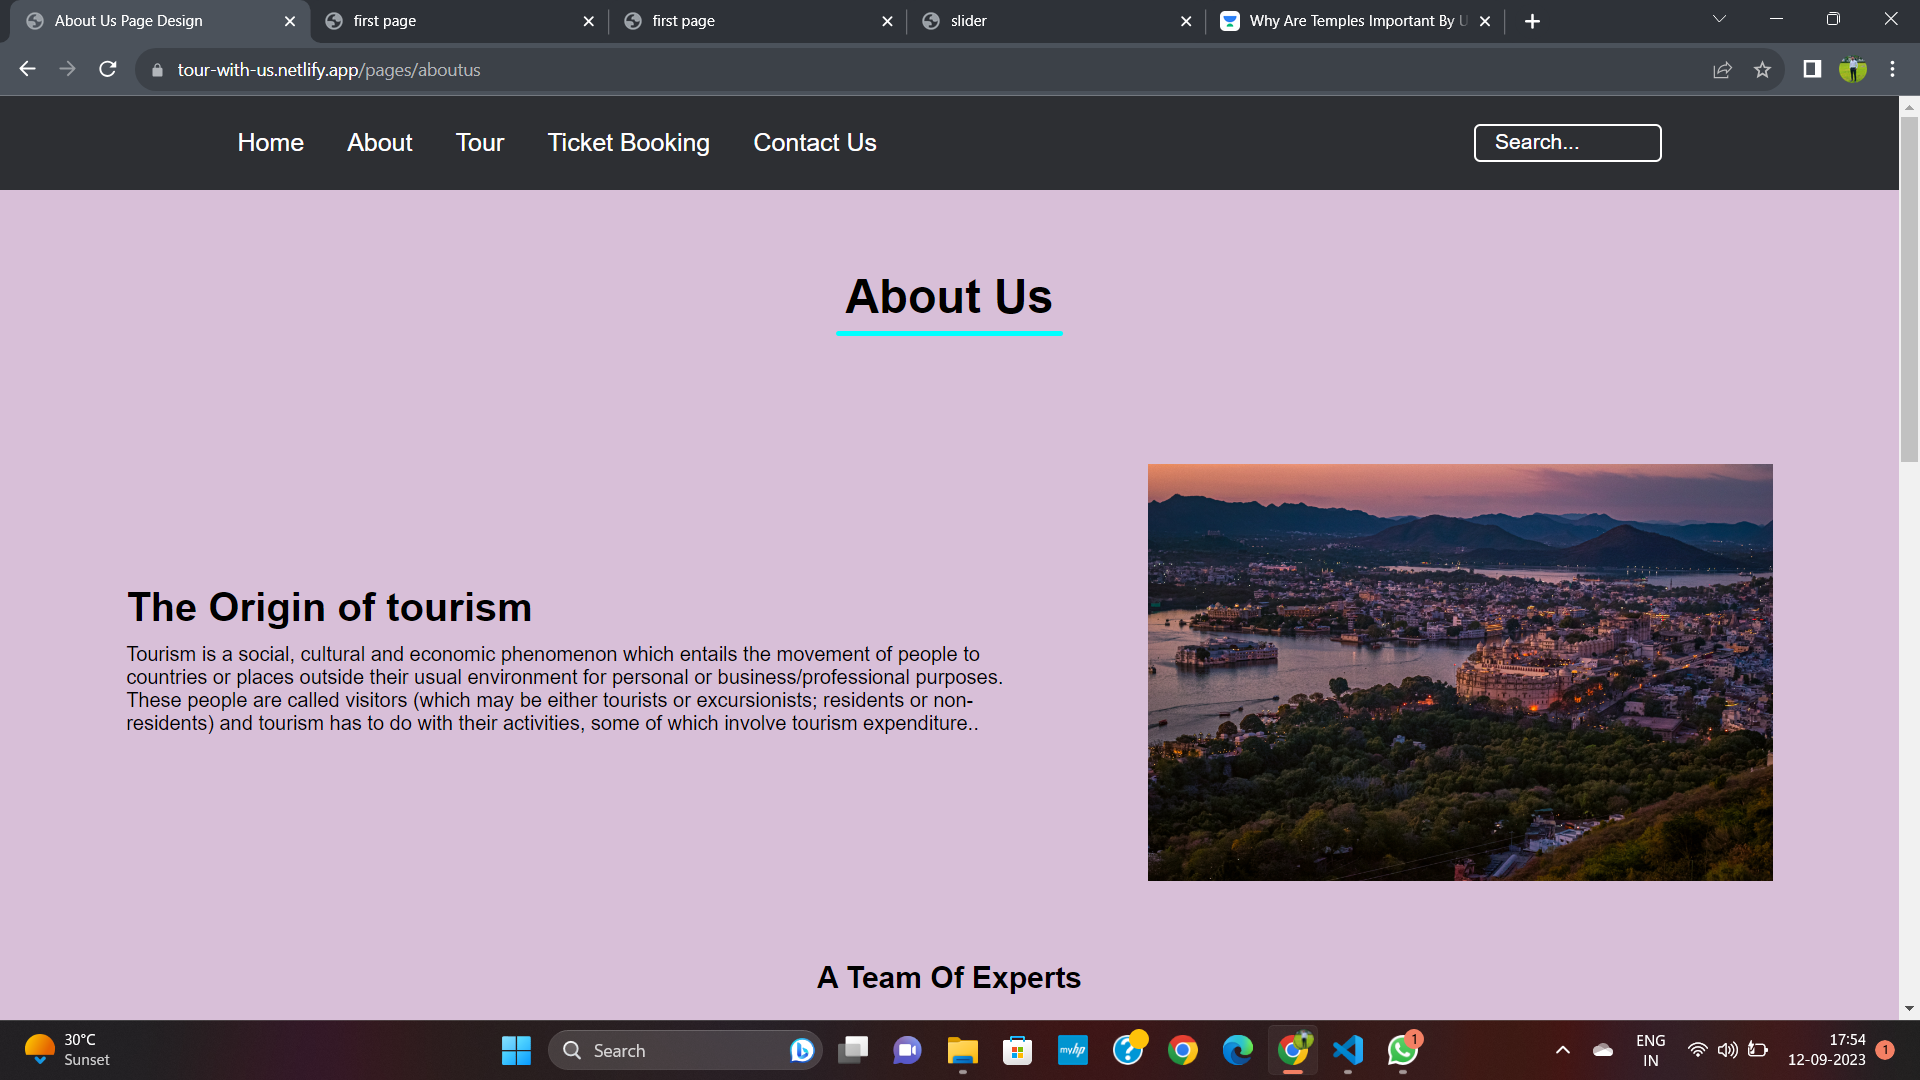 About Us Page Design
first page
first page
slider
Why Are Temples Important By U
tour-with-us.netlify.app/pages/aboutus
Home About Tour Ticket Booking Contact Us Search...
About Us
The Origin of tourism
Tourism is a social, cultural and economic phenomenon which entails the movement of people to
countries or places outside their usual environment for personal or business/professional purposes.
These people are called visitors (which may be either tourists or excursionists; residents or non-
residents) and tourism has to do with their activities, some of which involve tourism expenditure..
A Team Of Experts
30°C
Sunset
Search
myhp
1
ENG
IN
17:54
12-09-2023
1